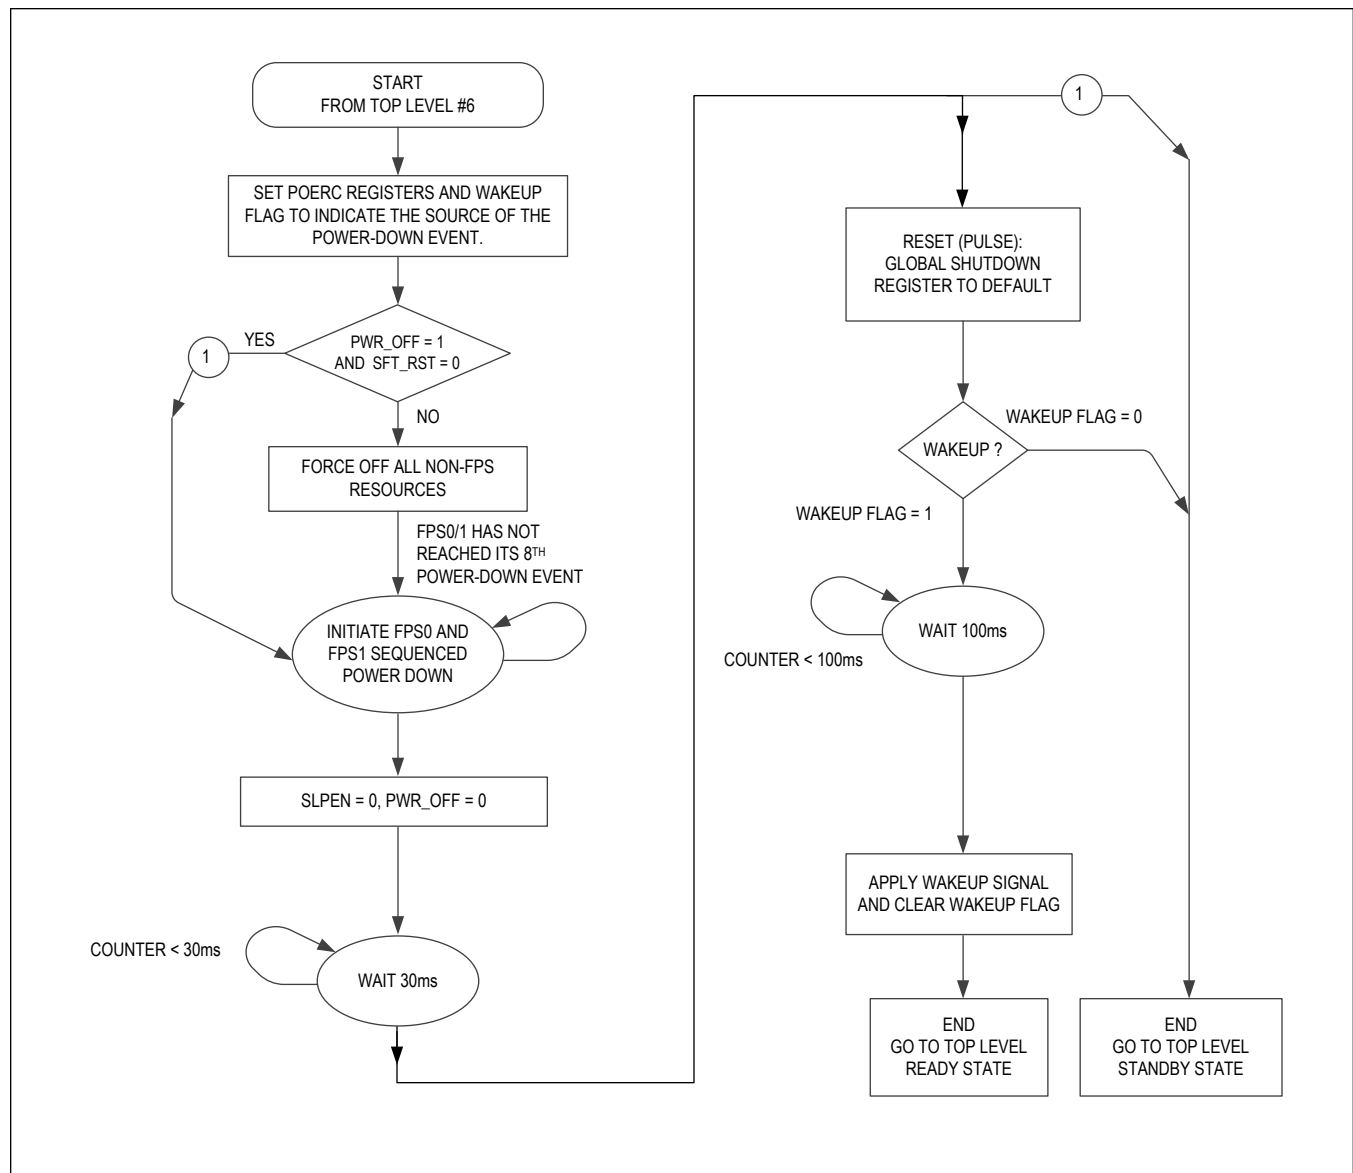 START
FROM TOP LEVEL #6
SET POERC REGISTERS AND WAKEUP
FLAG TO INDICATE THE SOURCE OF THE
POWER-DOWN EVENT.
YES
1
PWR_OFF = 1
AND SFT_RST = 0
NO
FORCE OFF ALL NON-FPS
RESOURCES
FPS0/1 HAS NOT
REACHED ITS 8TH
POWER-DOWN EVENT
INITIATE FPS0 AND
FPS1 SEQUENCED
POWER DOWN
SLPEN = 0, PWR_OFF = 0
COUNTER < 30ms
WAIT 30ms
1
RESET (PULSE):
GLOBAL SHUTDOWN
REGISTER TO DEFAULT
WAKEUP FLAG = 0
WAKEUP ?
WAKEUP FLAG = 1
WAIT 100ms
COUNTER < 100ms
APPLY WAKEUP SIGNAL
AND CLEAR WAKEUP FLAG
END
GO TO TOP LEVEL
READY STATE
END
GO TO TOP LEVEL
STANDBY STATE